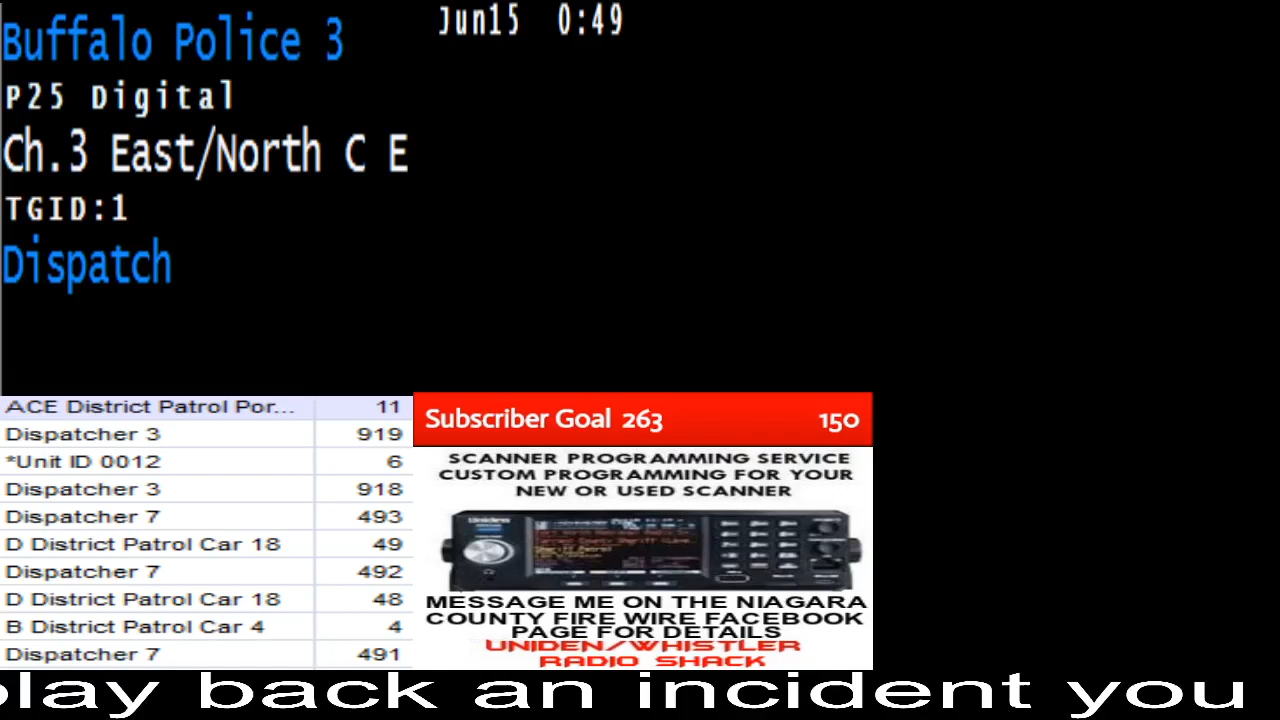 Buffalo Police 3
Jun15 0:49
P25 Digital
Ch.3 East/North C E
TGID:1
Dispatch
ACE District Patrol Por... 11
Dispatcher 3 919
*Unit ID 0012 6
Dispatcher 3 918
Dispatcher 7 493
D District Patrol Car 18 49
Dispatcher 7 492
D District Patrol Car 18 48
B District Patrol Car 4 4
Dispatcher 7 491
Subscriber Goal 263 150
SCANNER PROGRAMMING SERVICE
CUSTOM PROGRAMMING FOR YOUR
NEW OR USED SCANNER
Uniden
MESSAGE ME ON THE NIAGARA
COUNTY FIRE WIRE FACEBOOK
PAGE FOR DETAILS
UNIDEN/WHISTLER
RADIO SHACK
play back an incident you